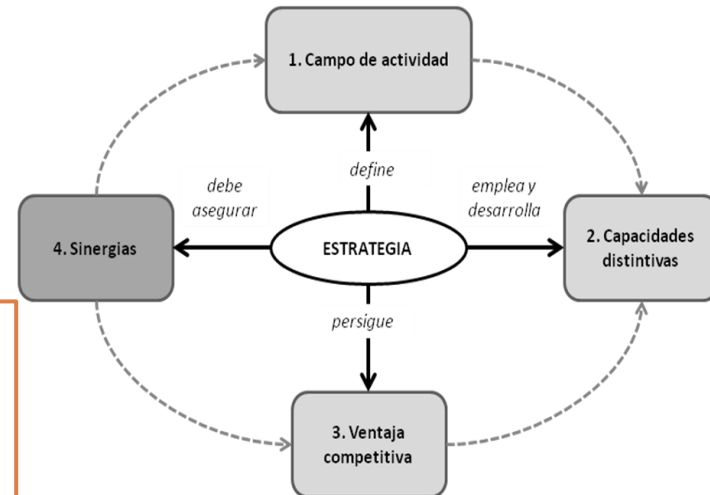 1. Campo de actividad
define
debe
asegurar
emplea y
desarrolla
4. Sinergias
ESTRATEGIA
2. Capacidades
distintivas
persigue
3. Ventaja
competitiva